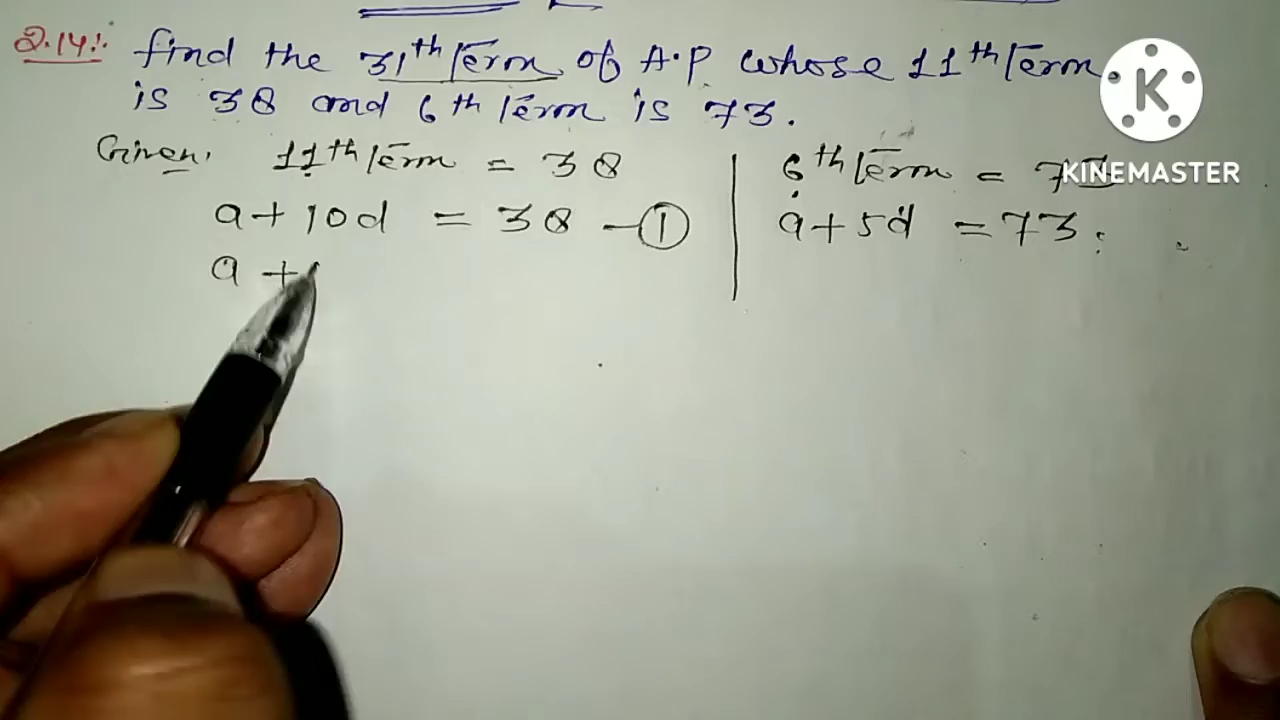 Q.14:. find the 31th term of A.P whose 11th term
is 38 and 6th term is 73.
Given, 11th term = 38
6th term = 73
a + 10d = 38 - 1
a + 5d = 73
a +
K
KINEMASTER